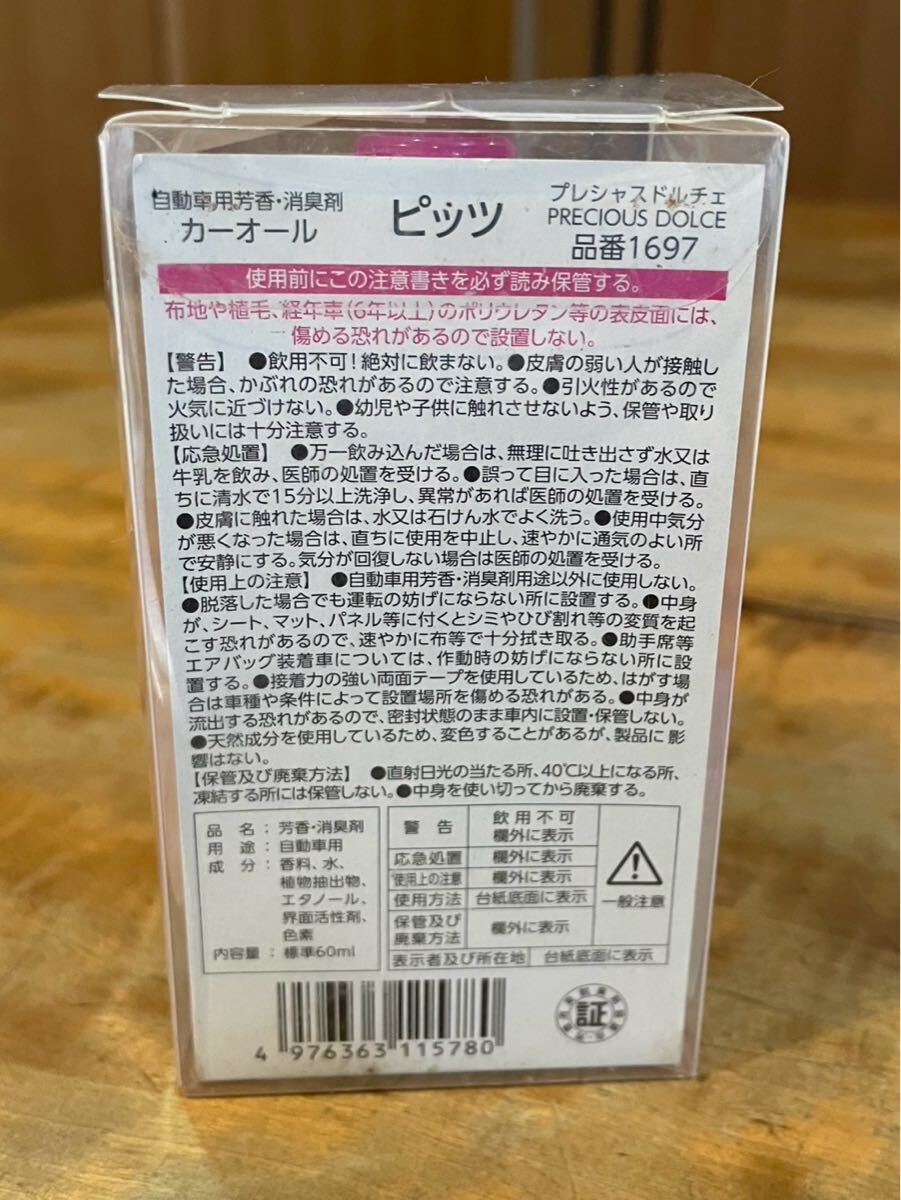 自動車用芳香・消臭剤
カーオール
ピッツ
プレシャスドルチェ
PRECIOUS DOLCE
品番1697
使用前にこの注意書きを必ず読み保管する。
布地や植毛、経年車(6年以上)のポリウレタン等の表皮面には、
傷める恐れがあるので設置しない。
【警告】 ●飲用不可!絶対に飲まない。●皮膚の弱い人が接触し
た場合、かぶれの恐れがあるので注意する。●引火性があるので
火気に近づけない。●幼児や子供に触れさせないよう、保管や取り
扱いには十分注意する。
【応急処置】 ●万一飲み込んだ場合は、無理に吐き出さず水又は
牛乳を飲み、医師の処置を受ける。●誤って目に入った場合は、直
ちに清水で15分以上洗浄し、異常があれば医師の処置を受ける。
●皮膚に触れた場合は、水又は石けん水でよく洗う。●使用中気分
が悪くなった場合は、直ちに使用を中止し、速やかに通気のよい所
で安静にする。気分が回復しない場合は医師の処置を受ける。
【使用上の注意】 ●自動車用芳香・消臭剤用途以外に使用しない。
●脱落した場合でも運転の妨げにならない所に設置する。●中身
が、シート、マット、パネル等に付くとシミやひび割れ等の変質を起
こす恐れがあるので、速やかに布等で十分拭き取る。●助手席等
エアバッグ装着車については、作動時の妨げにならない所に設
置する。●接着力の強い両面テープを使用しているため、はがす場
合は車種や条件によって設置場所を傷める恐れがある。●中身が
流出する恐れがあるので、密封状態のまま車内に設置・保管しない。
●天然成分を使用しているため、変色することがあるが、製品に影
響はない。
【保管及び廃棄方法】 ●直射日光の当たる所、40℃以上になる所、
凍結する所には保管しない。●中身を使い切ってから廃棄する。
品 名:芳香・消臭剤
用 途:自動車用
成 分:香料、水、
植物抽出物、
エタノール、
界面活性剤、
色素
内容量:標準60ml
警 告 飲用不可
欄外に表示
応急処置 欄外に表示
使用上の注意 欄外に表示
使用方法 台紙底面に表示
保管及び
廃棄方法 欄外に表示
表示者及び所在地 台紙底面に表示
一般注意
4 976363 115780
証